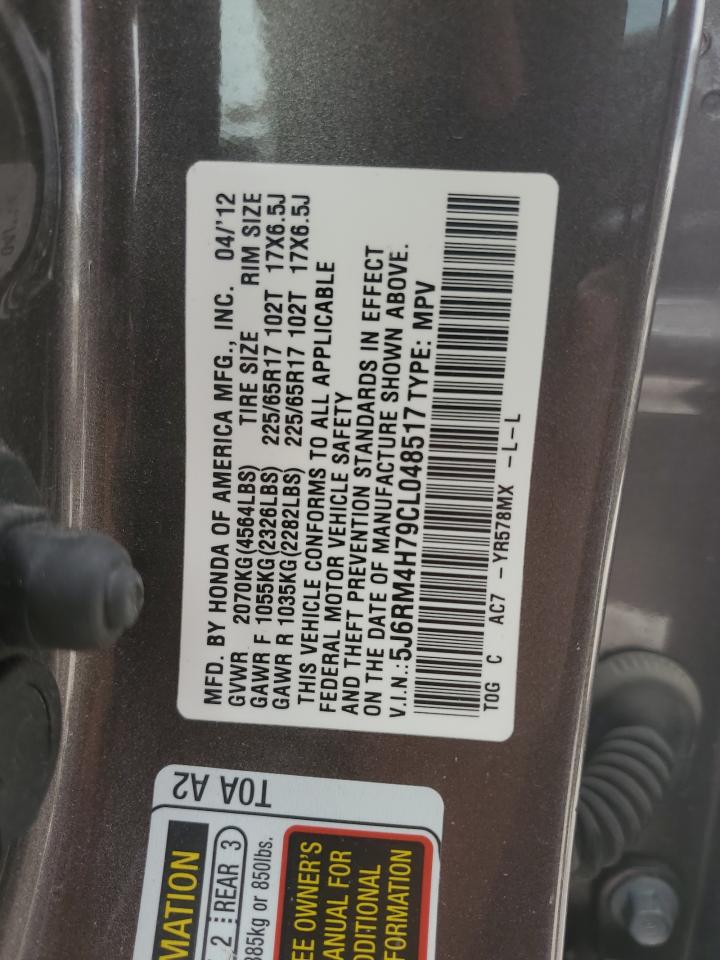 MFD. BY HONDA OF AMERICA MFG., INC. 04/'12
GVWR 2070KG(4564LBS) TIRE SIZE RIM SIZE
GAWR F 1055KG(2326LBS) 225/65R17 102T 17X6.5J
GAWR R 1035KG(2282LBS) 225/65R17 102T 17X6.5J
THIS VEHICLE CONFORMS TO ALL APPLICABLE
FEDERAL MOTOR VEHICLE SAFETY
AND THEFT PREVENTION STANDARDS IN EFFECT
ON THE DATE OF MANUFACTURE SHOWN ABOVE.
V.I.N.: 5J6RM4H79CL048517 TYPE: MPV
T0G C AC7 -YR578MX -L-L
T0A A2
MATION
2 REAR 3
385kg or 850lbs.
EE OWNER'S
ANUAL FOR
DDITIONAL
FORMATION